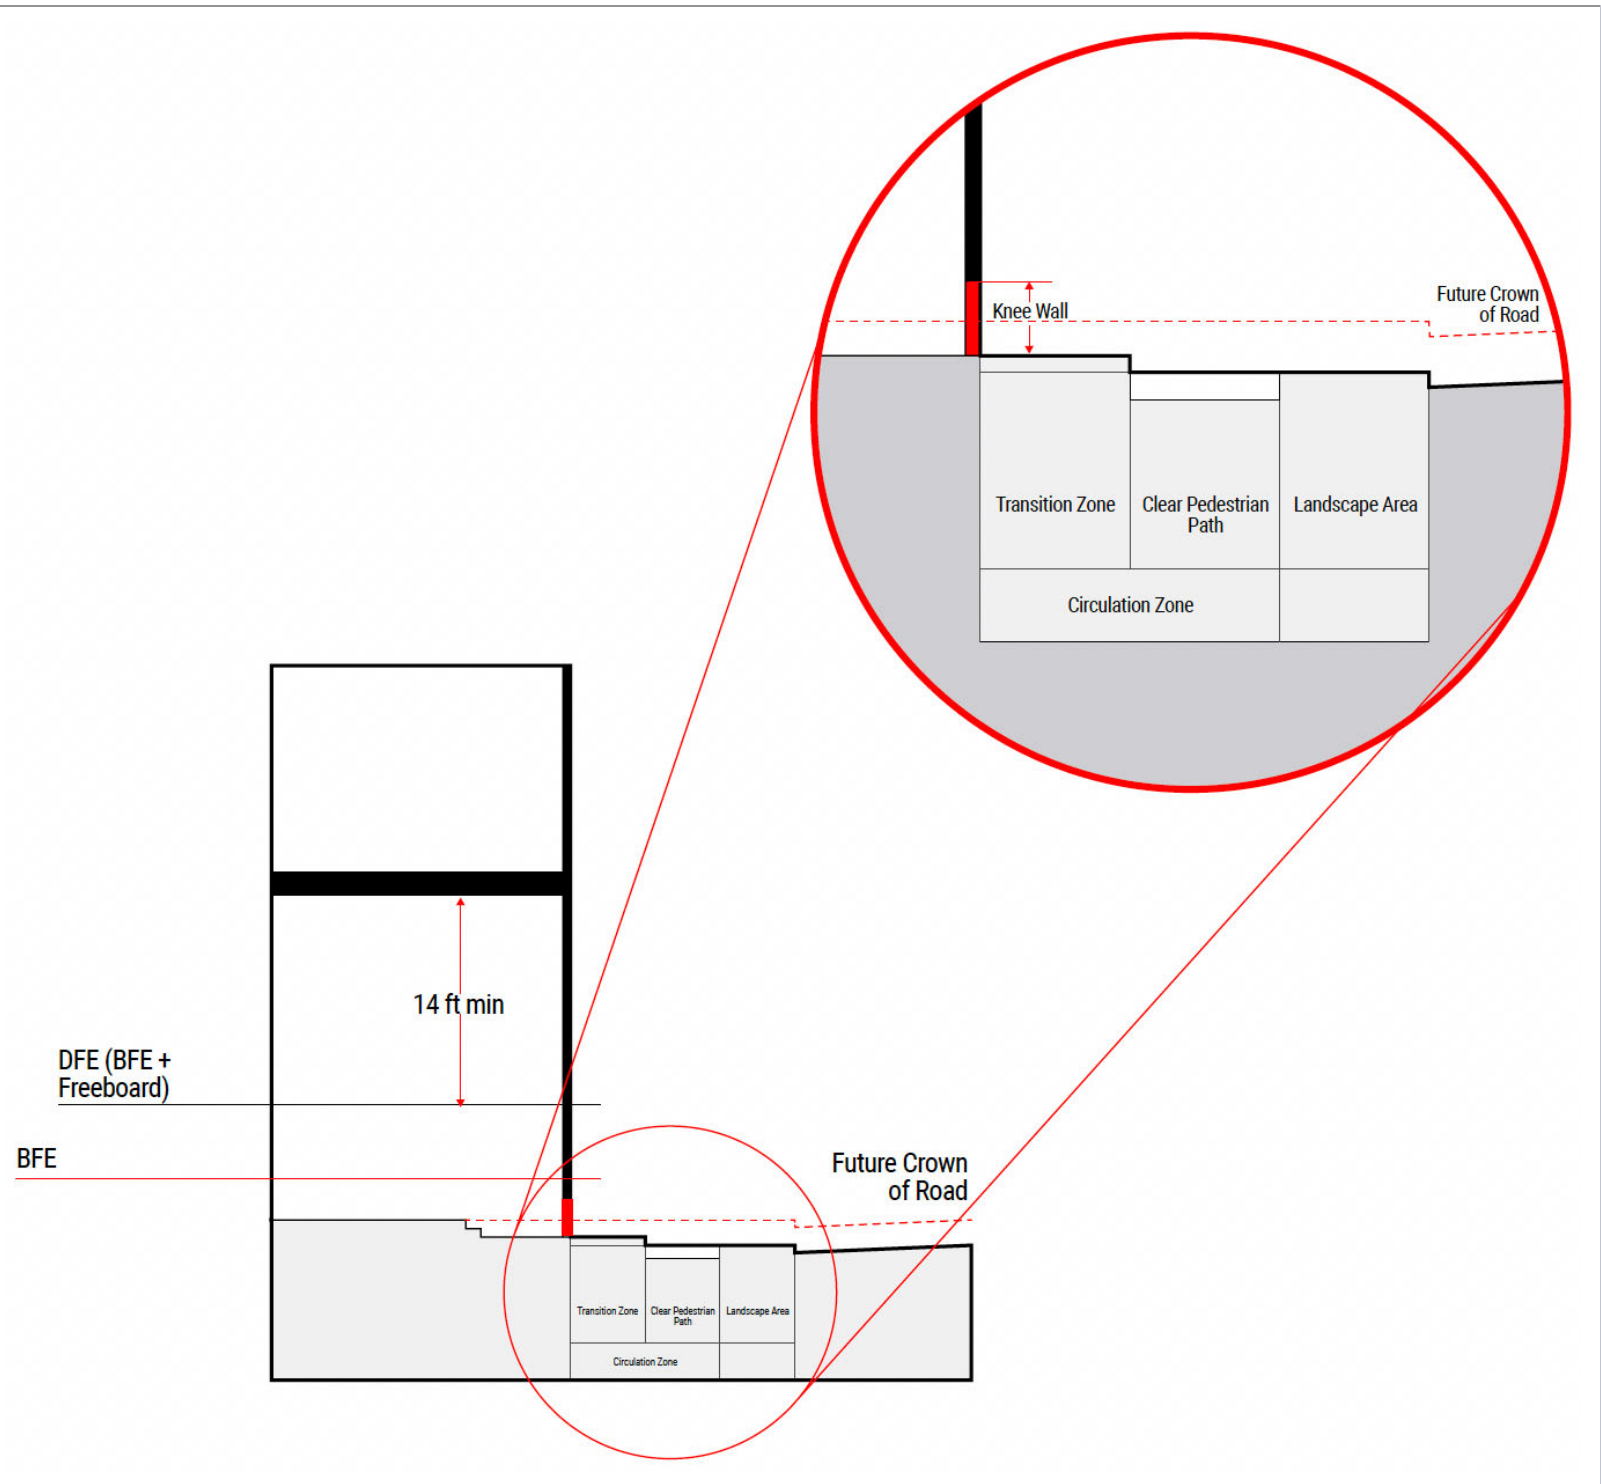 Future Crown
of Road
Knee Wall
Transition Zone
Clear Pedestrian
Path
Landscape Area
Circulation Zone
14 ft min
DFE (BFE +
Freeboard)
BFE
Future Crown
of Road
Transition Zone
Clear Pedestrian
Path
Landscape Area
Circulation Zone